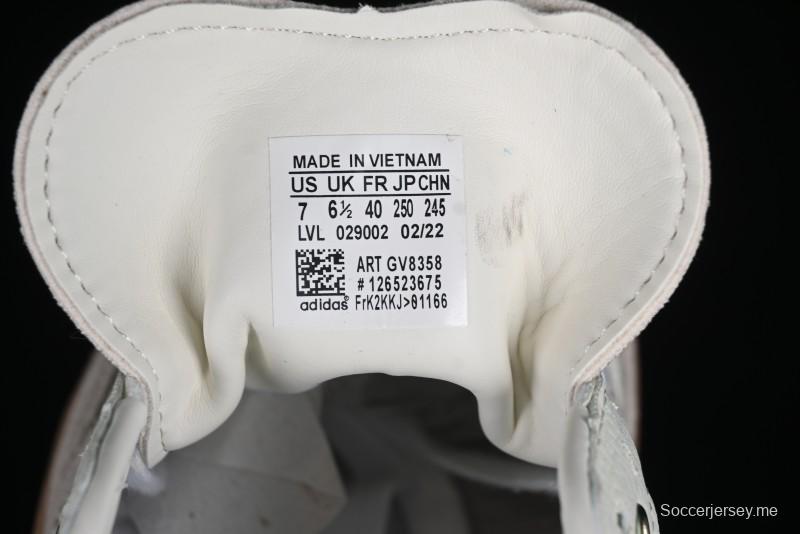 MADE IN VIETNAM
US UK FR JP CHN
7 6½ 40 250 245
LVL 029002 02/22
ART GV8358
# 126523675
adidas® FrK2KKJ>01166
Soccerjersey.me